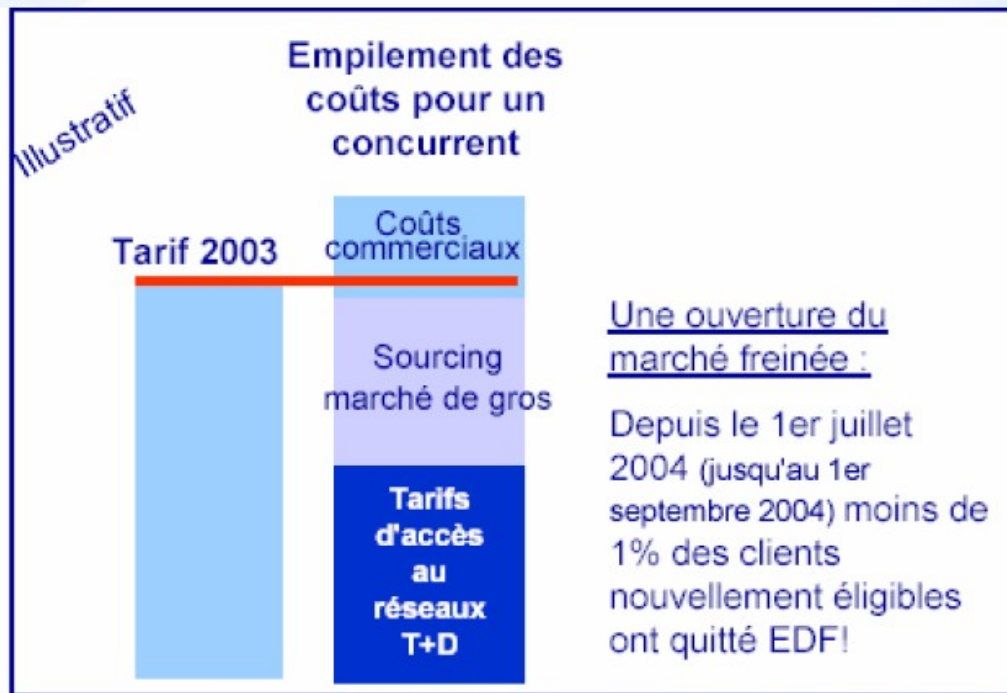 Illustratif
Empilement des
coûts pour un
concurrent
Tarif 2003
Coûts
commerciaux
Sourcing
marché de gros
Tarifs
d'accès
au
réseaux
T+D
Une ouverture du
marché freinée :
Depuis le 1er juillet
2004 (jusqu'au 1er
septembre 2004) moins de
1% des clients
nouvellement éligibles
ont quitté EDF!